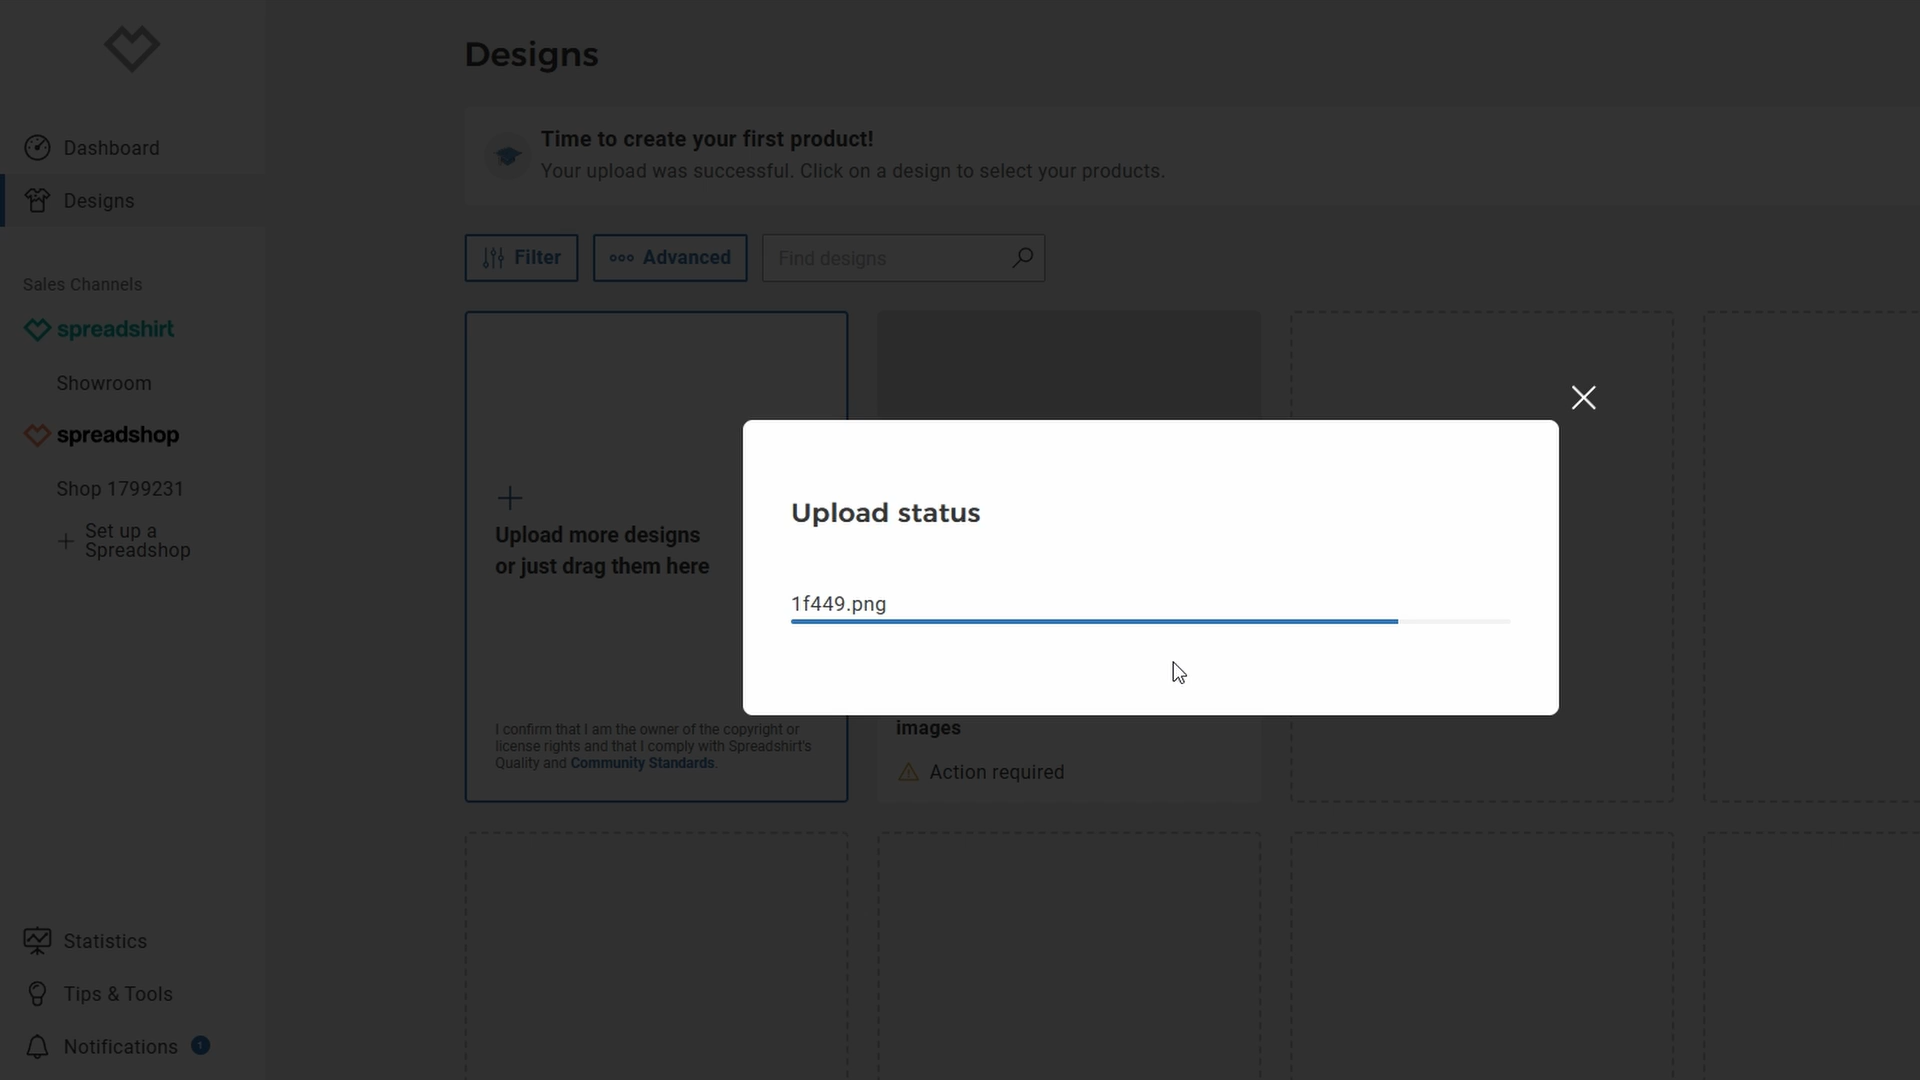 Designs
Time to create your first product!
Your upload was successful. Click on a design to select your products.
Dashboard
Designs
Sales Channels
spreadshirt
Showroom
spreadshop
Shop 1799231
Set up a
Spreadshop
Filter
Advanced
Find designs
Upload more designs
or just drag them here
I confirm that I am the owner of the copyright or
license rights and that I comply with Spreadshirt's
Quality and Community Standards.
Upload status
1f449.png
images
Action required
Statistics
Tips & Tools
Notifications 1